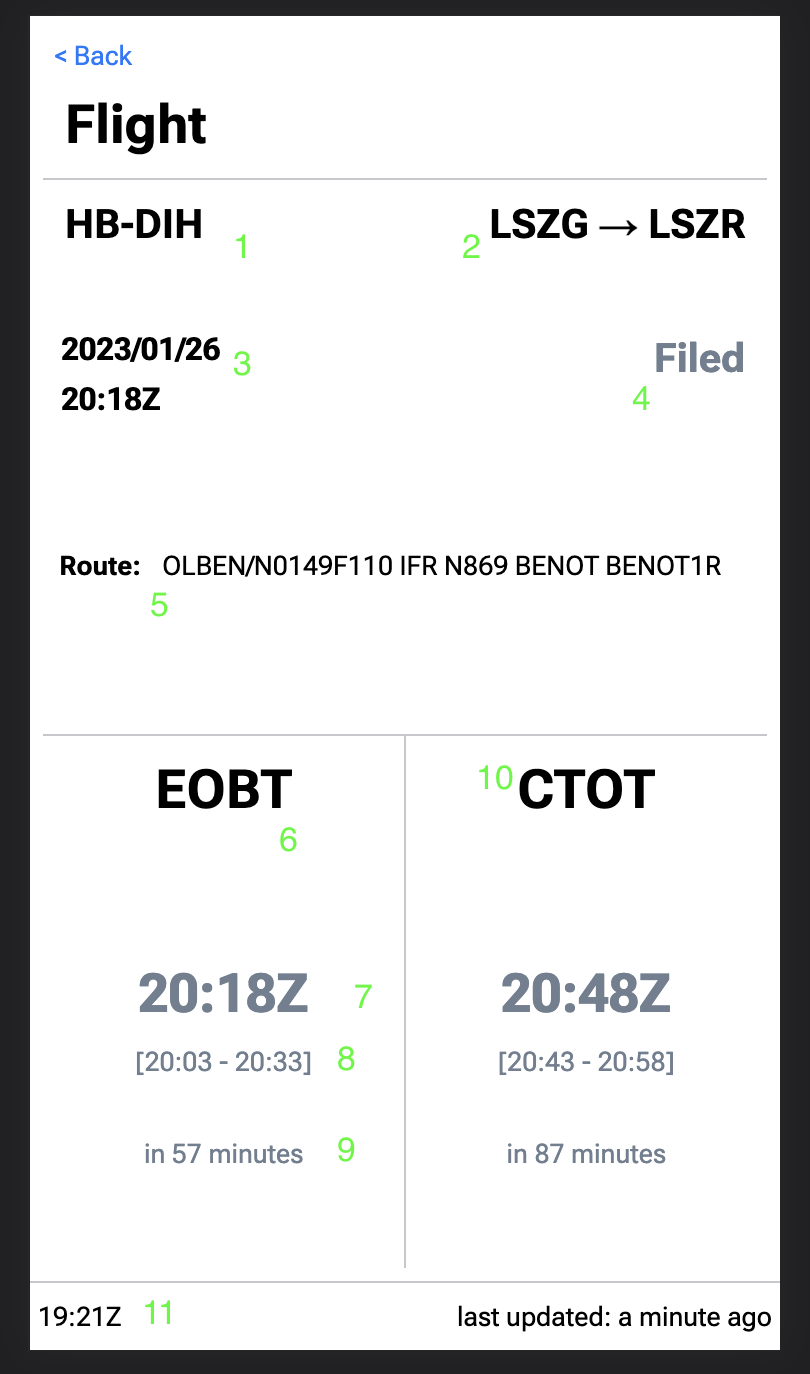 < Back
Flight
HB-DIH 1 2 LSZG → LSZR
2023/01/26 3 Filed
20:18Z 4
Route: OLBEN/N0149F110 IFR N869 BENOT BENOT1R
5
EOBT 10 CTOT
6
20:18Z 7 20:48Z
[20:03 - 20:33] 8 [20:43 - 20:58]
in 57 minutes 9 in 87 minutes
19:21Z 11 last updated: a minute ago